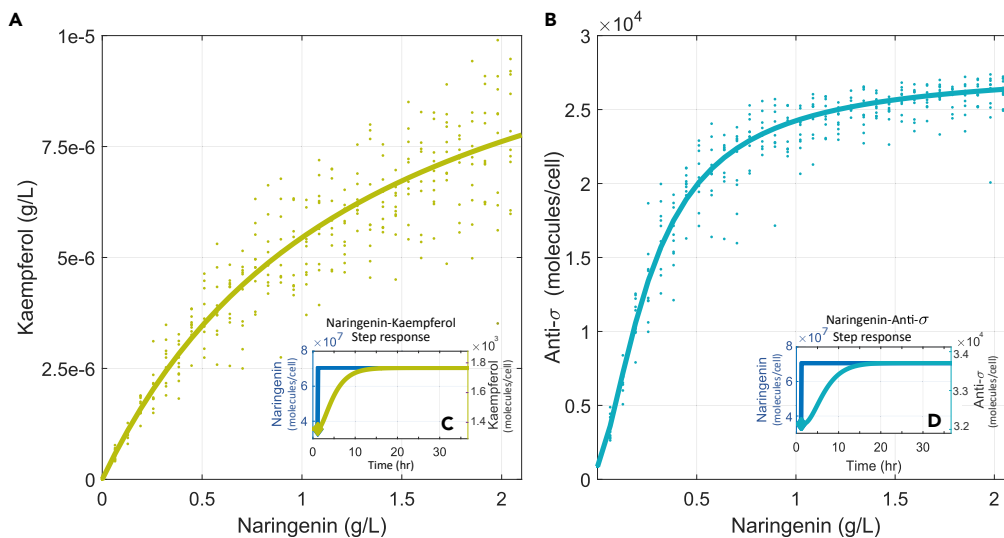 A
1e-5
7.5e-6
5e-6
2.5e-6
0
Kaempferol (g/L)
0
0.5
1
1.5
2
Naringenin (g/L)
Naringenin-Kaempferol
Step response
×10⁷
8
6
4
Naringenin
(molecules/cell)
×10³
1.8
1.6
1.4
Kaempferol
(molecules/cell)
C
0
10
20
30
Time (hr)
B
×10⁴
3
2.5
2
1.5
1
0.5
0
Anti-σ (molecules/cell)
0.5
1
1.5
2
Naringenin (g/L)
Naringenin-Anti-σ
Step response
×10⁷
8
6
4
Naringenin
(molecules/cell)
×10⁴
3.4
3.3
3.2
Anti-σ
(molecules/cell)
D
0
10
20
30
Time (hr)